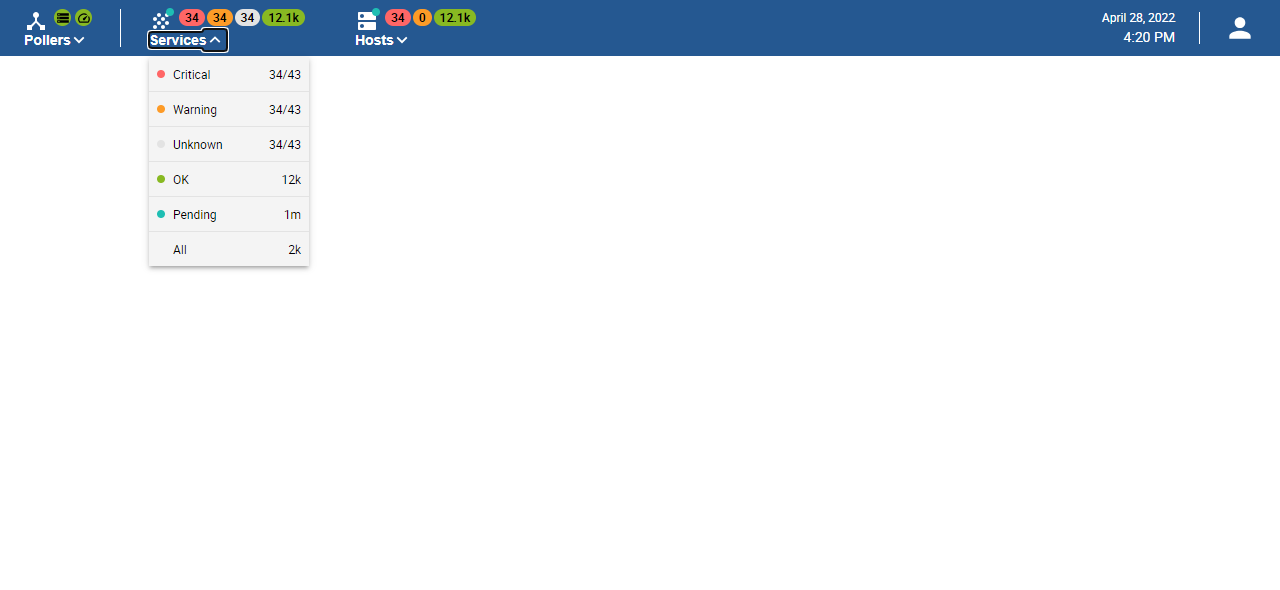 34 34 34 12.1k
34 0 12.1k
Pollers
Services
Hosts
April 28, 2022
4:20 PM
Critical 34/43
Warning 34/43
Unknown 34/43
OK 12k
Pending 1m
All 2k